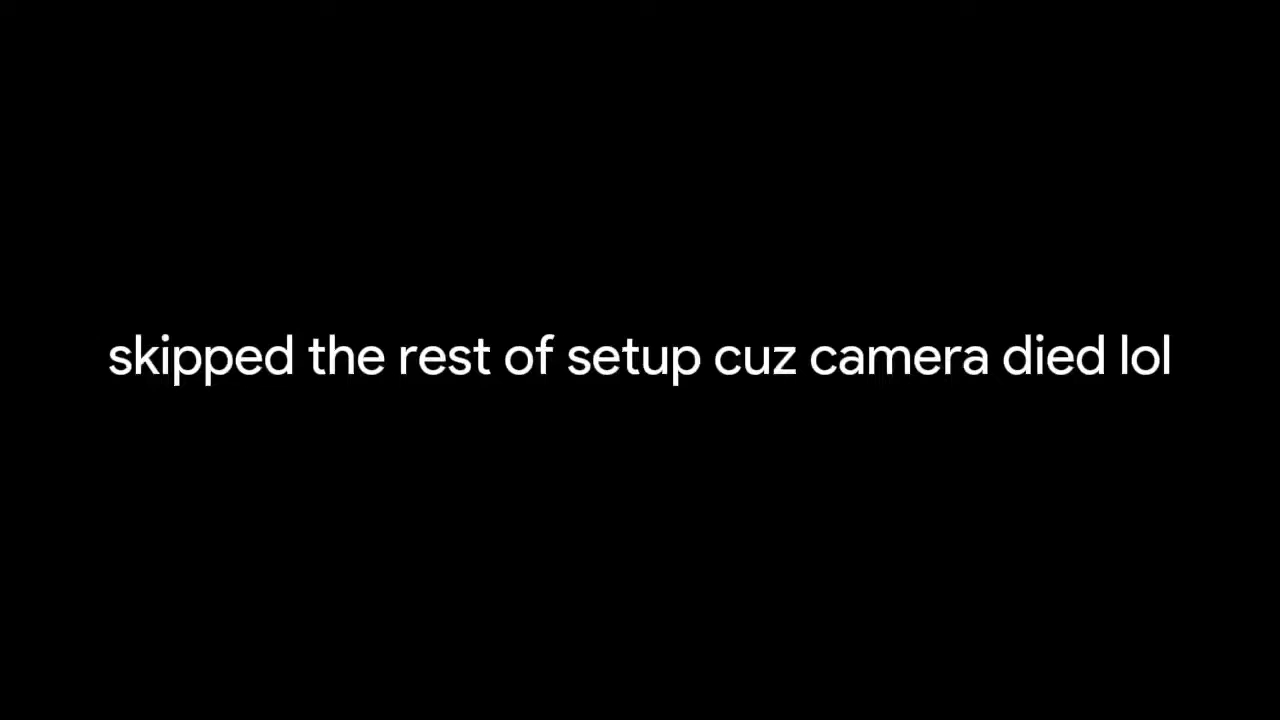 skipped the rest of setup cuz camera died lol